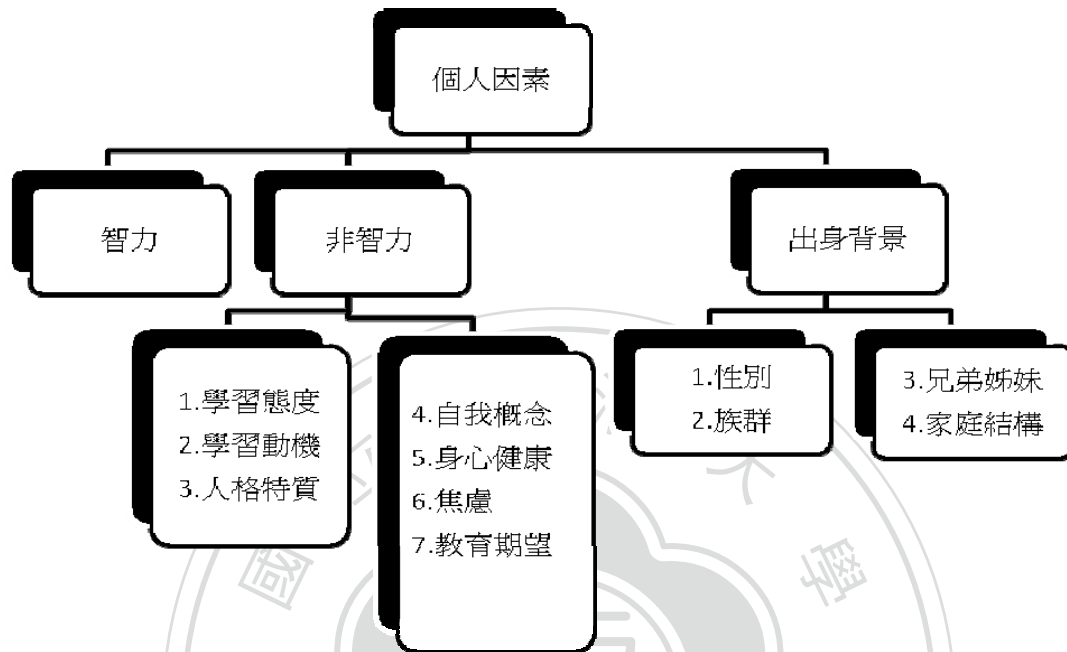 個人因素
智力
非智力
出身背景
1.學習態度
2.學習動機
3.人格特質
4.自我概念
5.身心健康
6.焦慮
7.教育期望
1.性別
2.族群
3.兄弟姊妹
4.家庭結構
國
大
學